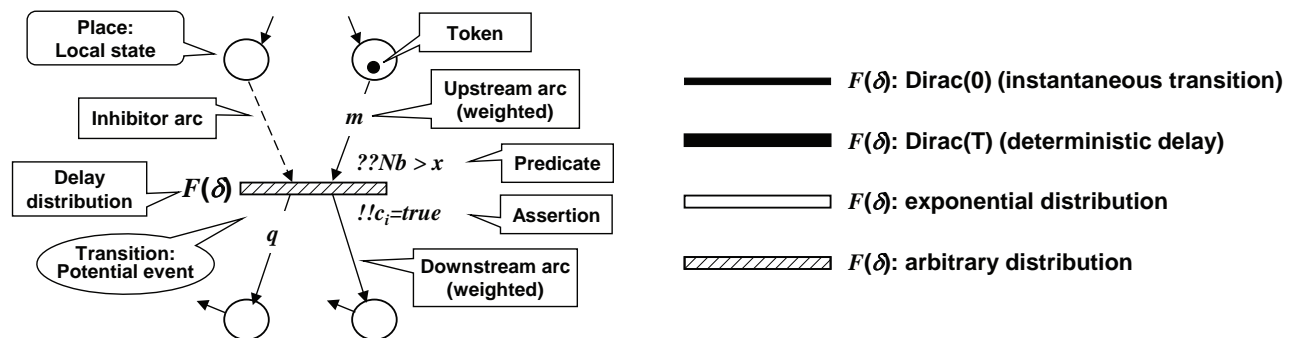 Place:
Local state
Token
Upstream arc
(weighted)
Inhibitor arc
m
??Nb > x
Predicate
Delay
distribution
F(δ)
!!cᵢ=true
Assertion
q
Transition:
Potential event
Downstream arc
(weighted)
F(δ): Dirac(0) (instantaneous transition)
F(δ): Dirac(T) (deterministic delay)
F(δ): exponential distribution
F(δ): arbitrary distribution